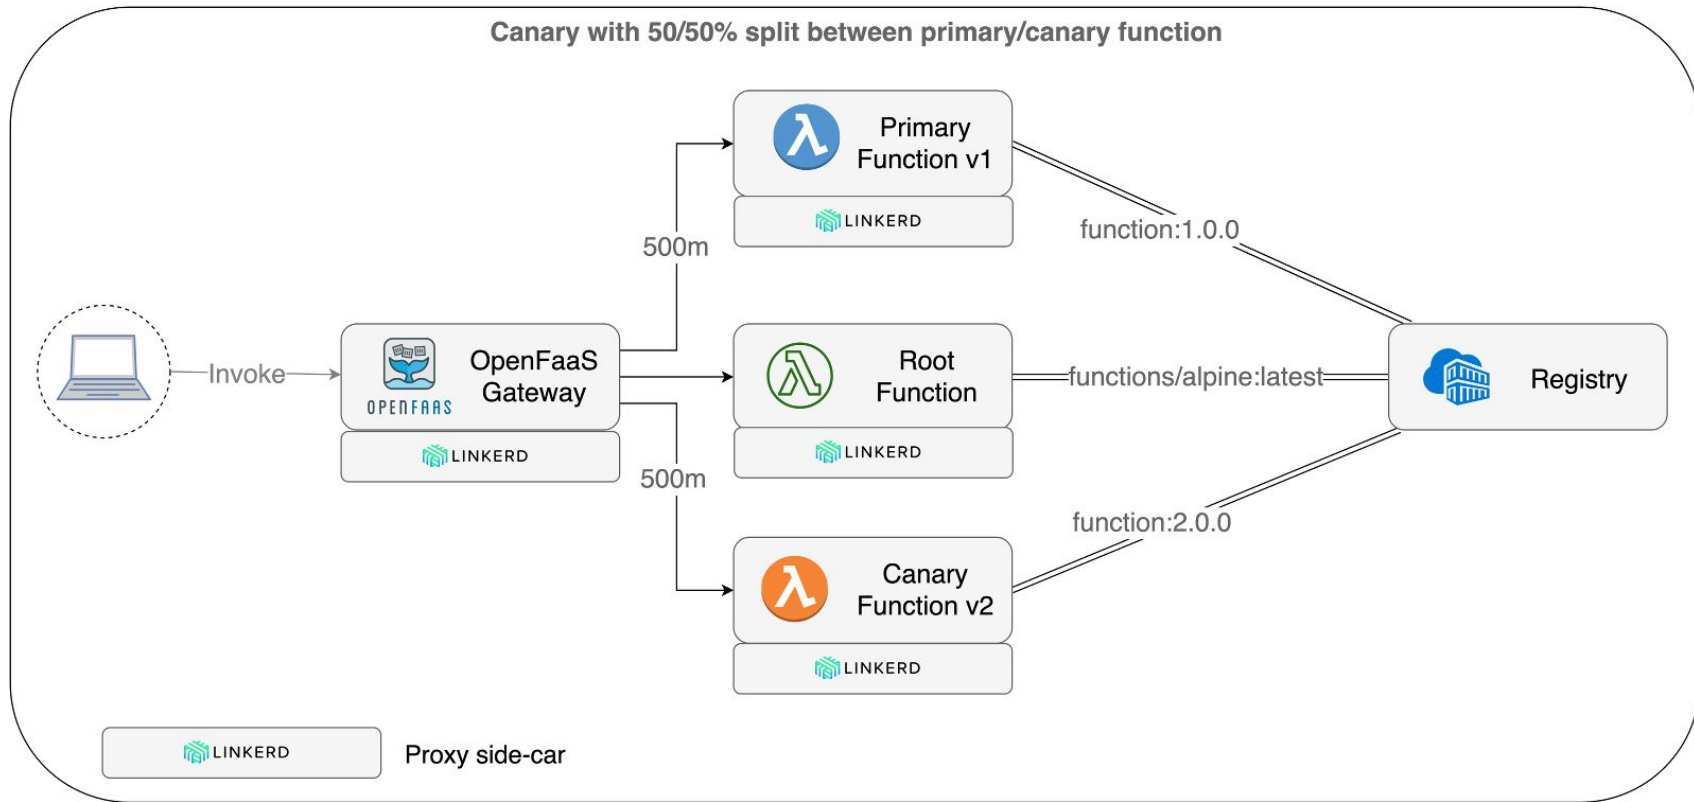 Canary with 50/50% split between primary/canary function
Primary
Function v1
LINKERD
function:1.0.0
500m
Invoke
OpenFaaS
Gateway
OPENFAAS
LINKERD
Root
Function
LINKERD
functions/alpine:latest
Registry
500m
function:2.0.0
Canary
Function v2
LINKERD
LINKERD
Proxy side-car